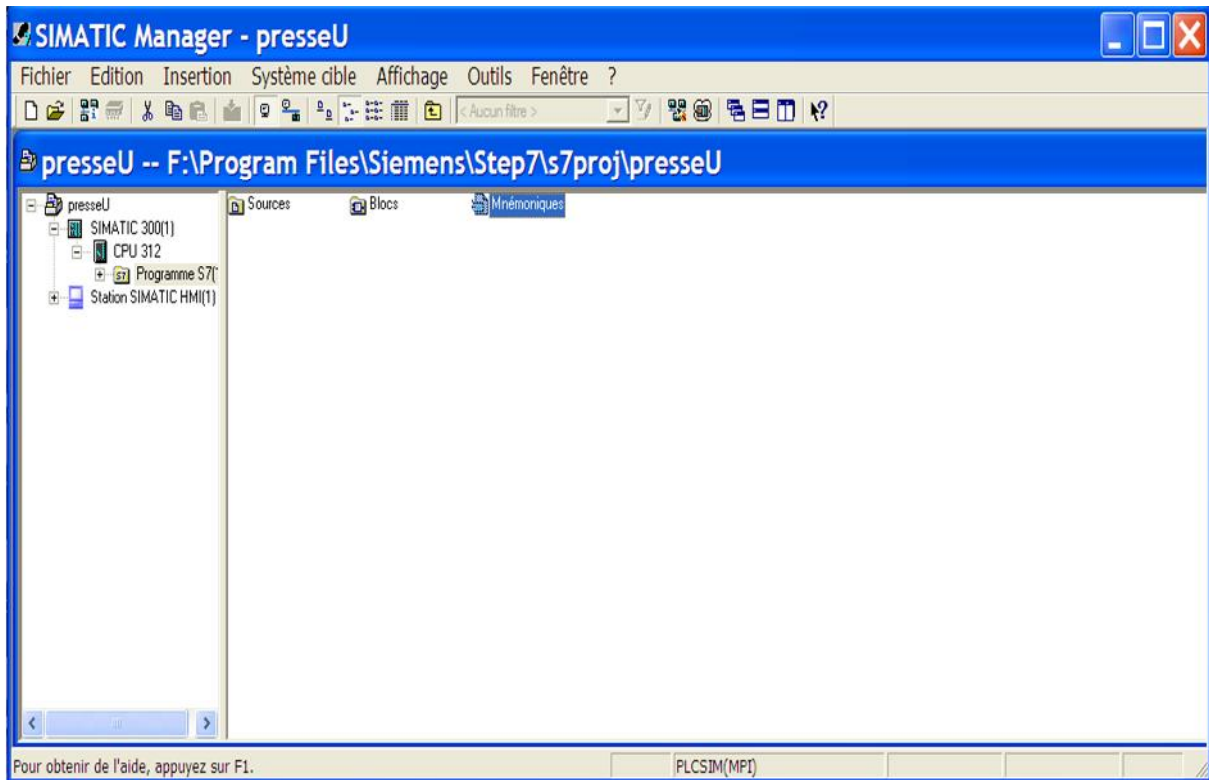 SIMATIC Manager - presseU
Fichier Edition Insertion Système cible Affichage Outils Fenêtre ?
< Aucun filtre >
presseU -- F:\Program Files\Siemens\Step7\s7proj\presseU
presseU
SIMATIC 300(1)
CPU 312
Programme S7(
Station SIMATIC HMI(1)
Sources Blocs Mnémoniques
Pour obtenir de l'aide, appuyez sur F1. PLCSIM(MPI)